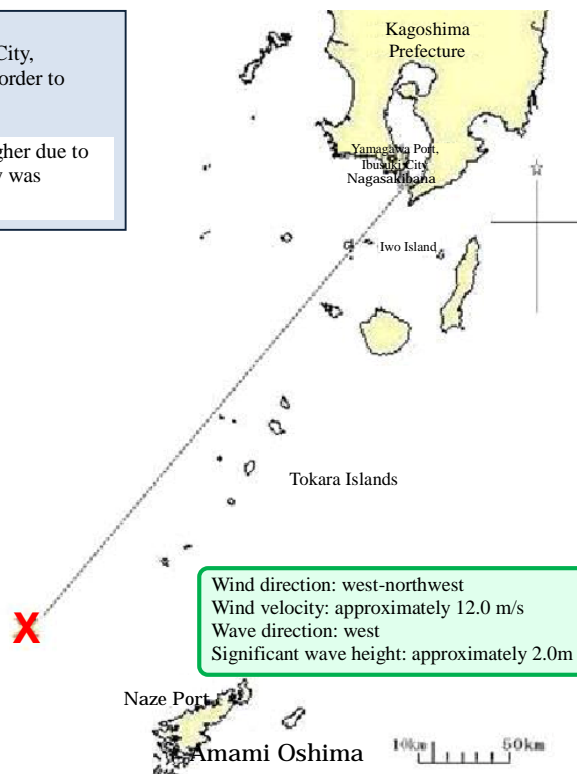 City,
order to
gher due to
y was
Kagoshima
Prefecture
Yamagawa Port,
Ibusuki City
Nagasakibana
Iwo Island
Tokara Islands
X
Wind direction: west-northwest
Wind velocity: approximately 12.0 m/s
Wave direction: west
Significant wave height: approximately 2.0m
Naze Port
Amami Oshima
10km 50km